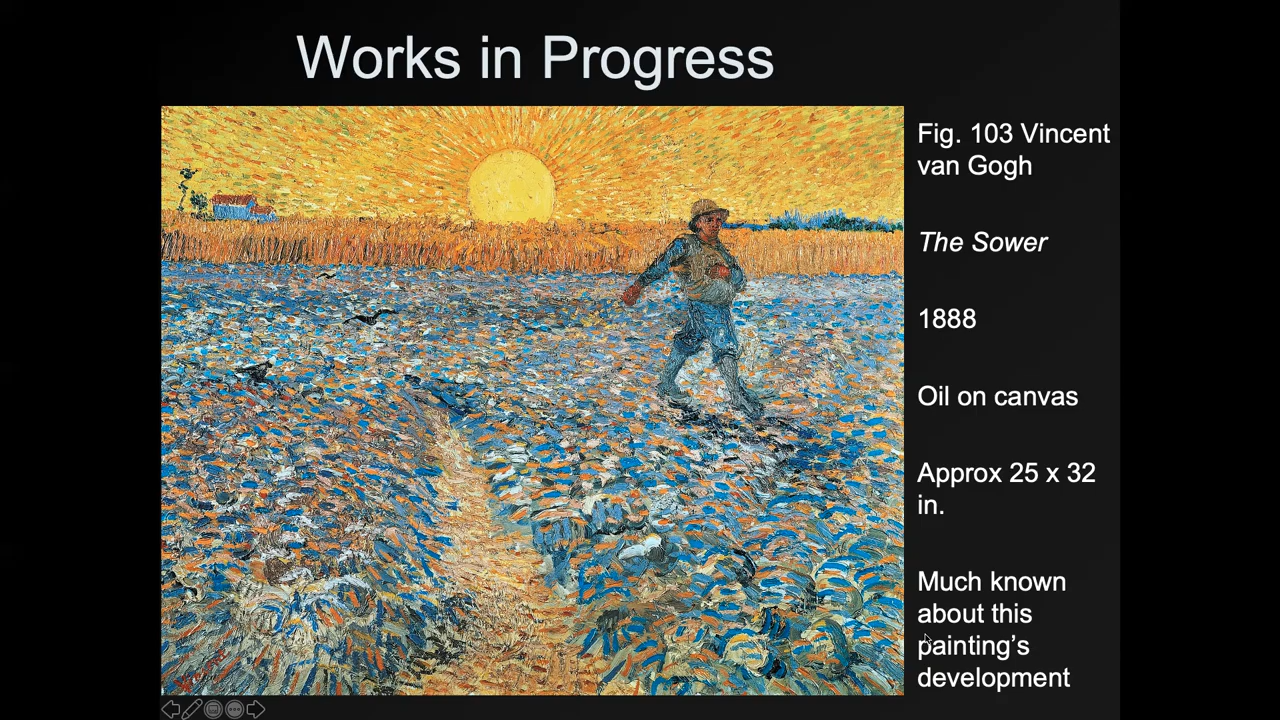 Works in Progress
Fig. 103 Vincent
van Gogh
The Sower
1888
Oil on canvas
Approx 25 x 32
in.
Much known
about this
painting’s
development